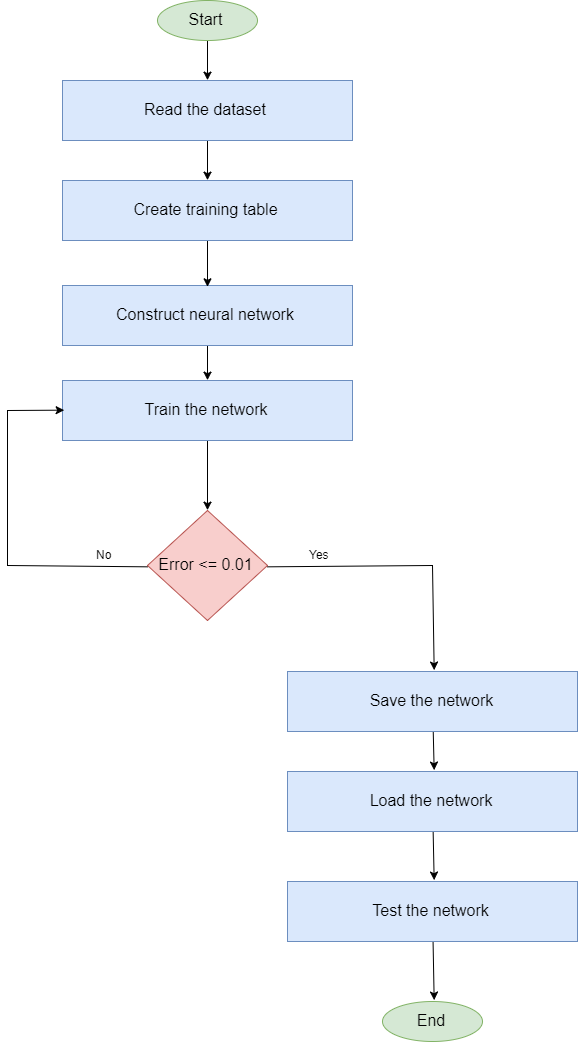 Start
Read the dataset
Create training table
Construct neural network
Train the network
No
Error <= 0.01
Yes
Save the network
Load the network
Test the network
End